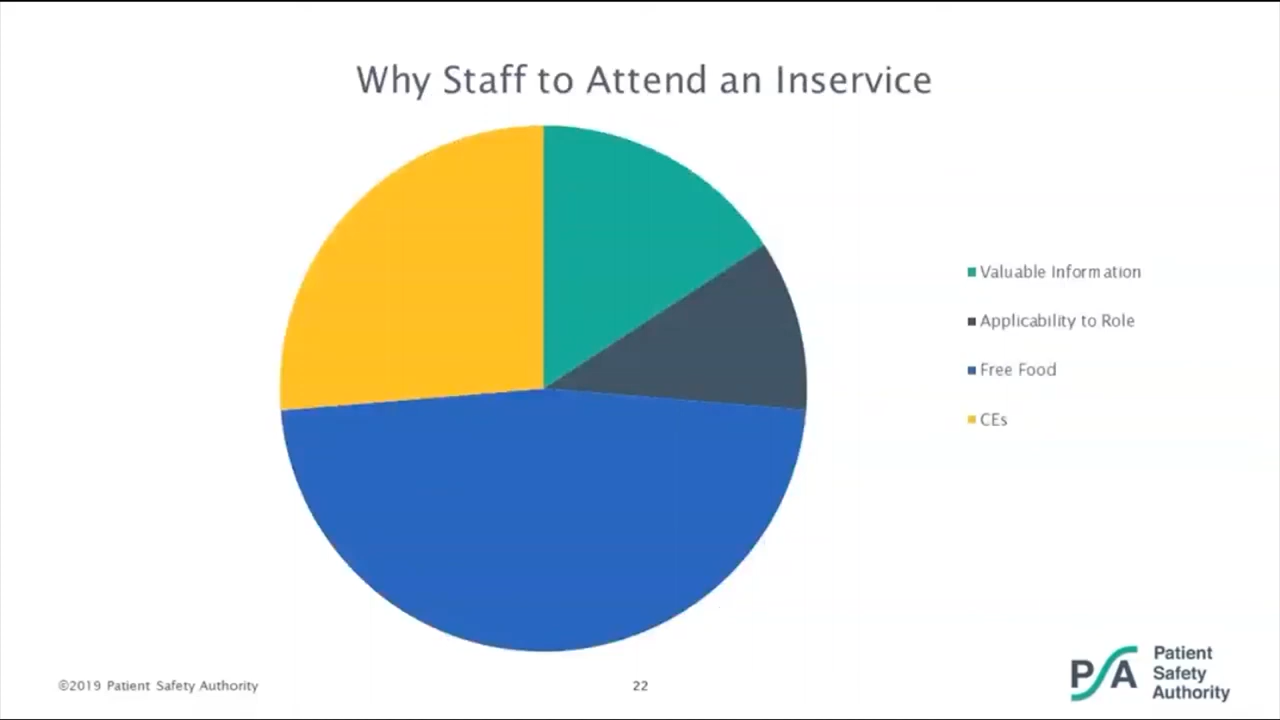 Why Staff to Attend an Inservice
Valuable Information
Applicability to Role
Free Food
CEs
©2019 Patient Safety Authority
22
PSA
Patient
Safety
Authority